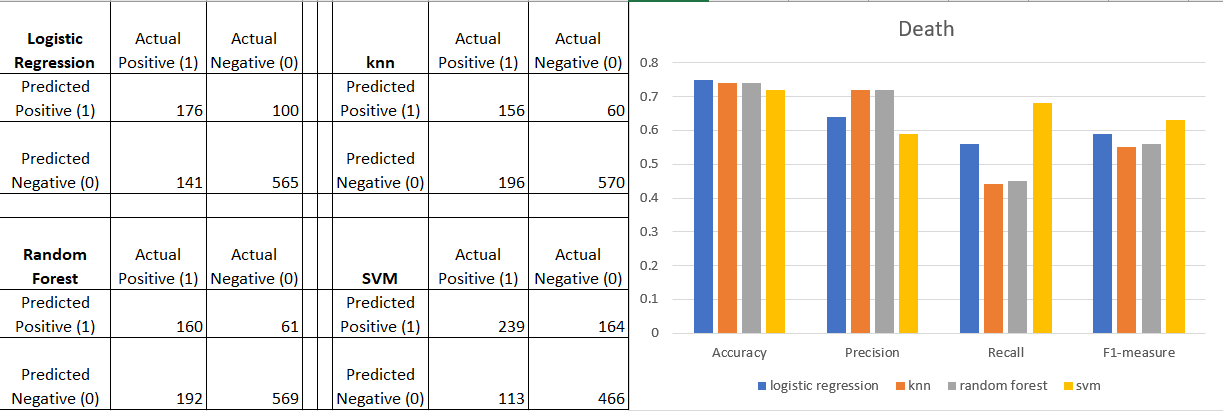 Logistic Regression Actual Positive (1) Actual Negative (0) knn Actual Positive (1) Actual Negative (0)
Predicted Positive (1) 176 100 Predicted Positive (1) 156 60
Predicted Negative (0) 141 565 Predicted Negative (0) 196 570
Random Forest Actual Positive (1) Actual Negative (0) SVM Actual Positive (1) Actual Negative (0)
Predicted Positive (1) 160 61 Predicted Positive (1) 239 164
Predicted Negative (0) 192 569 Predicted Negative (0) 113 466
Death
0.8
0.7
0.6
0.5
0.4
0.3
0.2
0.1
0
Accuracy Precision Recall F1-measure
logistic regression knn random forest svm